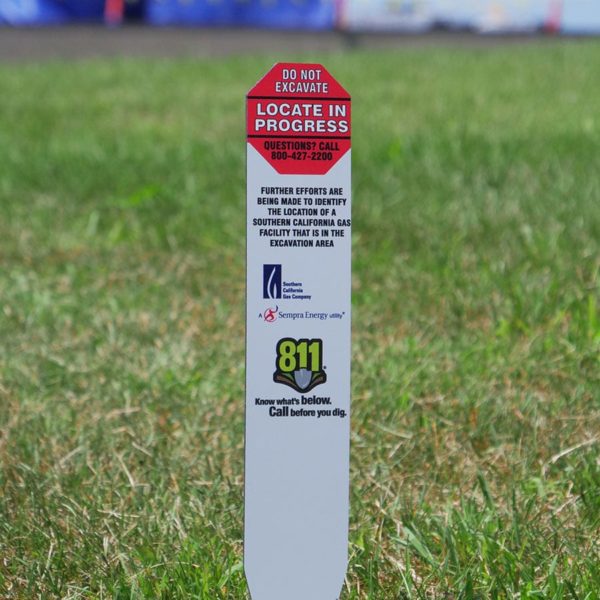 DO NOT
EXCAVATE
LOCATE IN
PROGRESS
QUESTIONS? CALL
800-427-2200
FURTHER EFFORTS ARE
BEING MADE TO IDENTIFY
THE LOCATION OF A
SOUTHERN CALIFORNIA GAS
FACILITY THAT IS IN THE
EXCAVATION AREA
Southern
California
Gas Company
A Sempra Energy utility®
811®
Know what's below.
Call before you dig.